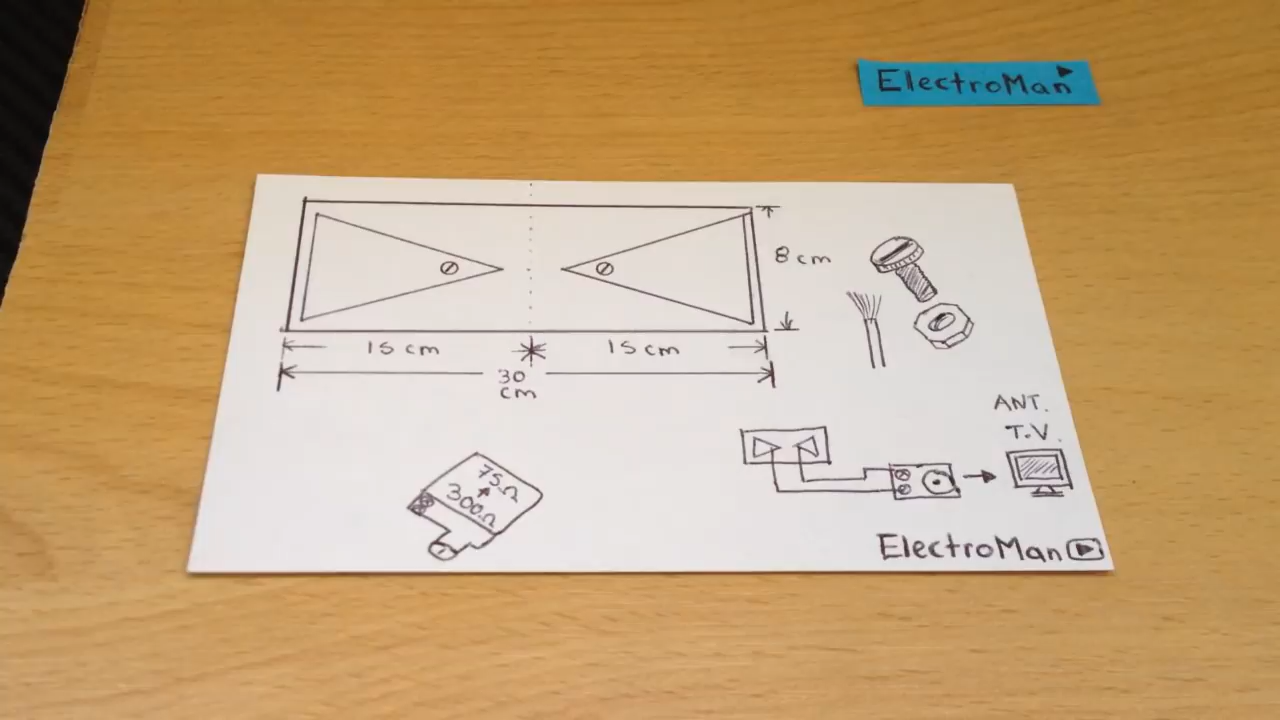 ElectroMan
8 cm
15 cm
15 cm
30
cm
ANT.
T.V.
75Ω
300Ω
ElectroMan